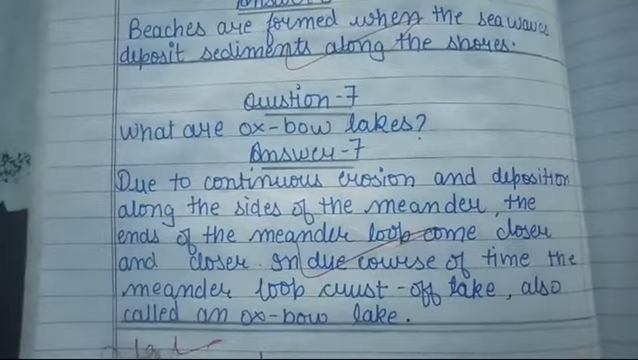 Beaches are formed when the sea waves
deposit sediments along the shores.
Question-7
What are ox-bow lakes?
Answer-7
Due to continuous erosion and deposition
along the sides of the meander, the
ends of the meander loop come closer
and closer. In due course of time the
meander loop cuust-off lake, also
called an ox-bow lake.